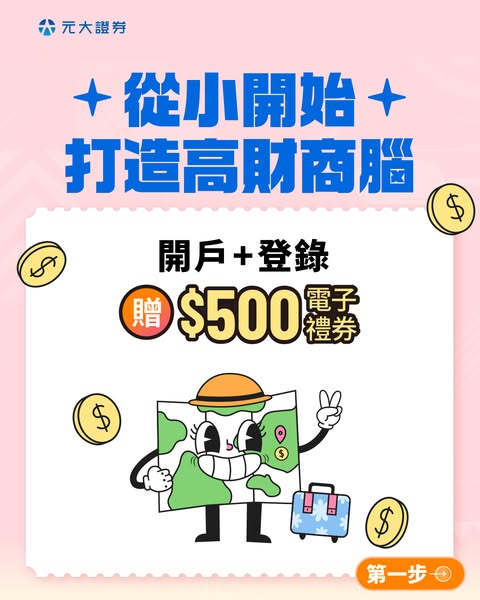 元大證券
從小開始
打造高財商腦
開戶+登錄
贈 $500 電子禮券
第一步